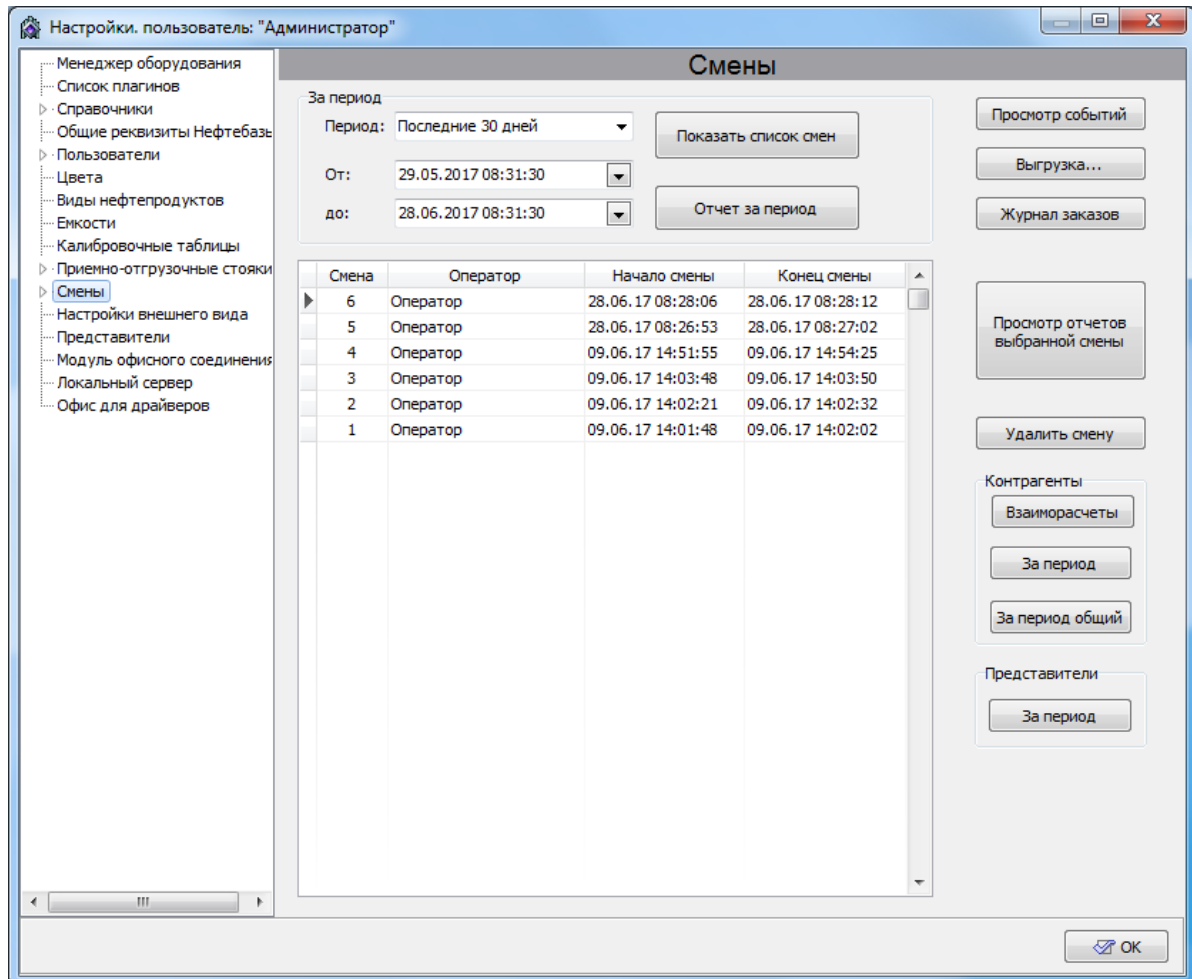 Настройки. пользователь: "Администратор"
Менеджер оборудования
Список плагинов
Справочники
Общие реквизиты Нефтебазы
Пользователи
Цвета
Виды нефтепродуктов
Емкости
Калибровочные таблицы
Приемно-отгрузочные стояки
Смены
Настройки внешнего вида
Представители
Модуль офисного соединения
Локальный сервер
Офис для драйверов
Смены
За период
Период: Последние 30 дней
Показать список смен
От: 29.05.2017 08:31:30
до: 28.06.2017 08:31:30
Отчет за период
Смена Оператор Начало смены Конец смены
6 Оператор 28.06.17 08:28:06 28.06.17 08:28:12
5 Оператор 28.06.17 08:26:53 28.06.17 08:27:02
4 Оператор 09.06.17 14:51:55 09.06.17 14:54:25
3 Оператор 09.06.17 14:03:48 09.06.17 14:03:50
2 Оператор 09.06.17 14:02:21 09.06.17 14:02:32
1 Оператор 09.06.17 14:01:48 09.06.17 14:02:02
Просмотр событий
Выгрузка...
Журнал заказов
Просмотр отчетов
выбранной смены
Удалить смену
Контрагенты
Взаиморасчеты
За период
За период общий
Представители
За период
OK